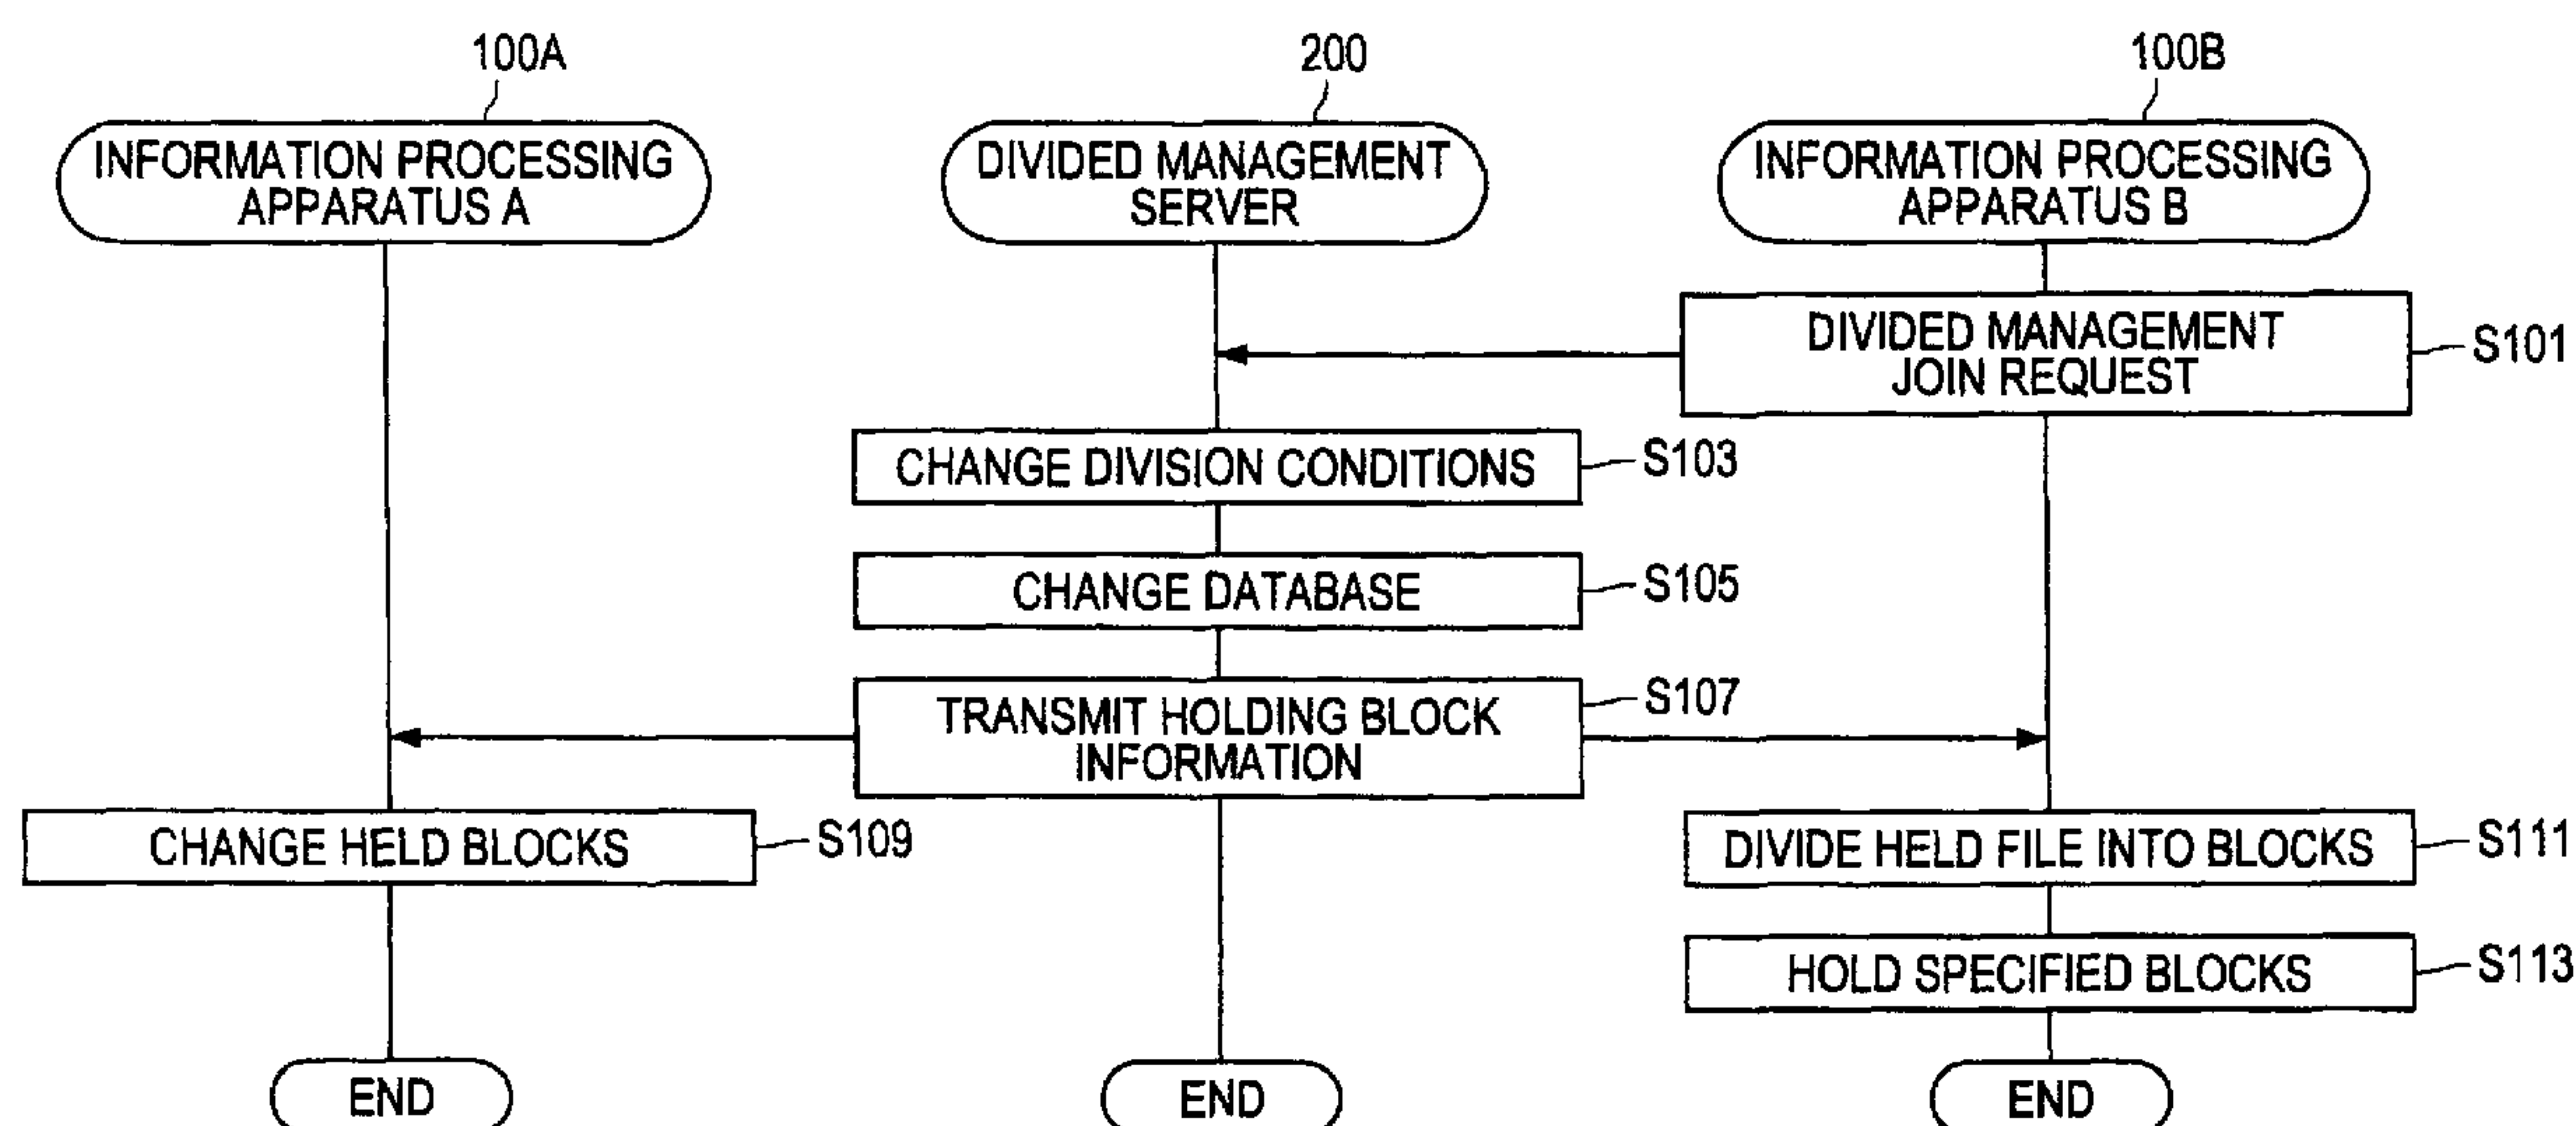 100A
200
100B
INFORMATION PROCESSING
APPARATUS A
DIVIDED MANAGEMENT
SERVER
INFORMATION PROCESSING
APPARATUS B
DIVIDED MANAGEMENT
JOIN REQUEST
S101
CHANGE DIVISION CONDITIONS
S103
CHANGE DATABASE
S105
TRANSMIT HOLDING BLOCK
INFORMATION
S107
CHANGE HELD BLOCKS
S109
DIVIDE HELD FILE INTO BLOCKS
S111
HOLD SPECIFIED BLOCKS
S113
END
END
END